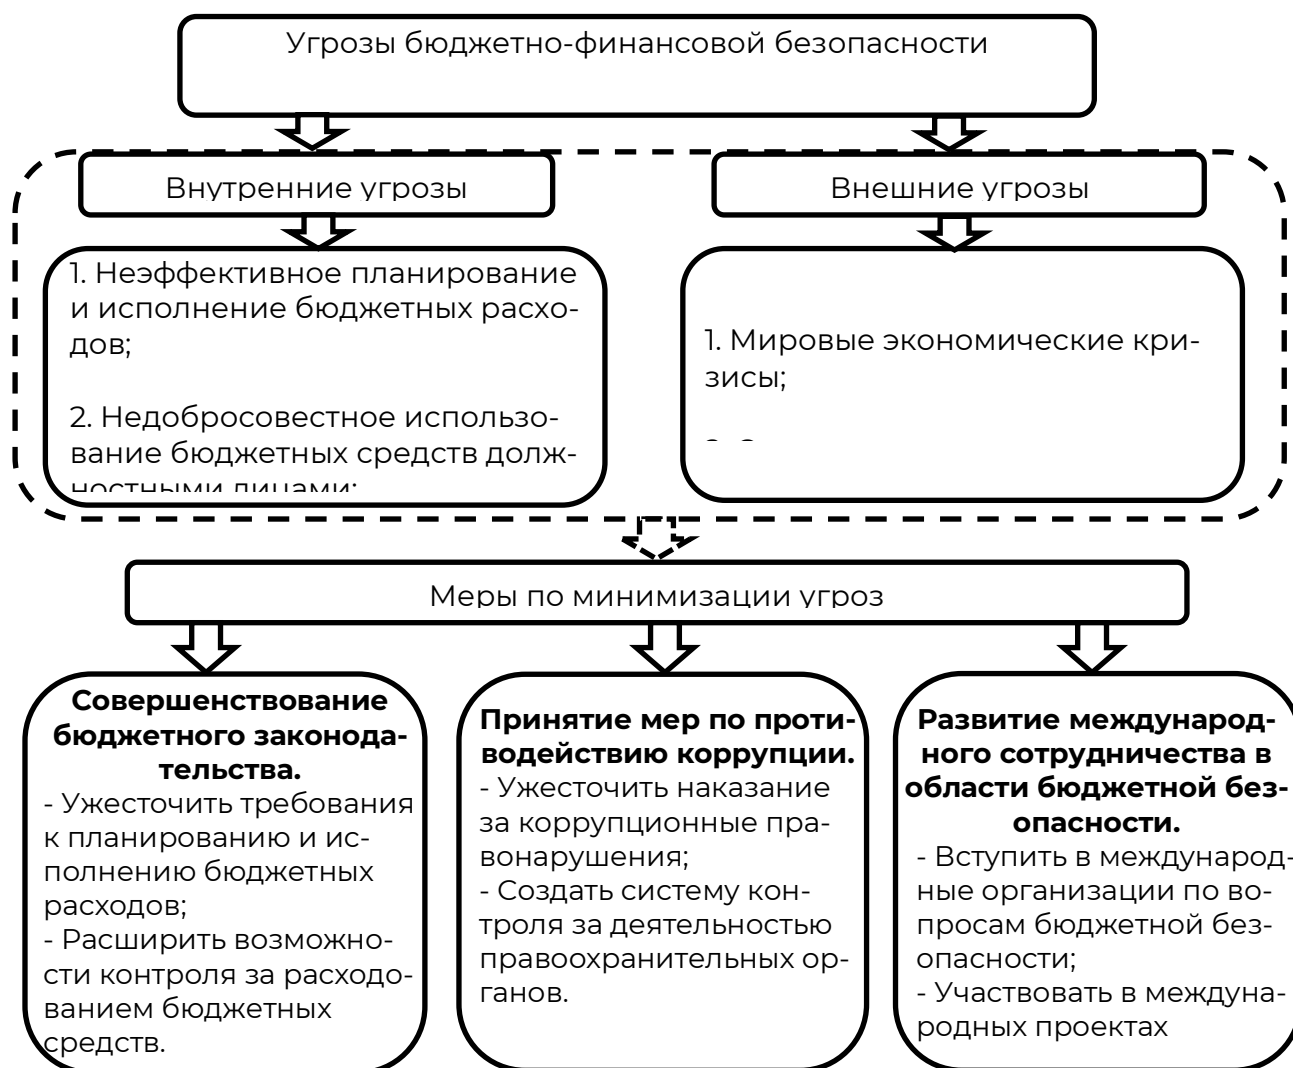 Угрозы бюджетно-финансовой безопасности
Внутренние угрозы
Внешние угрозы
1. Неэффективное планирование
и исполнение бюджетных расхо-
дов;
2. Недобросовестное использо-
вание бюджетных средств долж-
ностными лицами;
1. Мировые экономические кри-
зисы;
Меры по минимизации угроз
Совершенствование
бюджетного законода-
тельства.
- Ужесточить требования
к планированию и ис-
полнению бюджетных
расходов;
- Расширить возможно-
сти контроля за расходо-
ванием бюджетных
средств.
Принятие мер по проти-
водействию коррупции.
- Ужесточить наказание
за коррупционные пра-
вонарушения;
- Создать систему кон-
троля за деятельностью
правоохранительных ор-
ганов.
Развитие международ-
ного сотрудничества в
области бюджетной без-
опасности.
- Вступить в международ-
ные организации по во-
просам бюджетной без-
опасности;
- Участвовать в междуна-
родных проектах